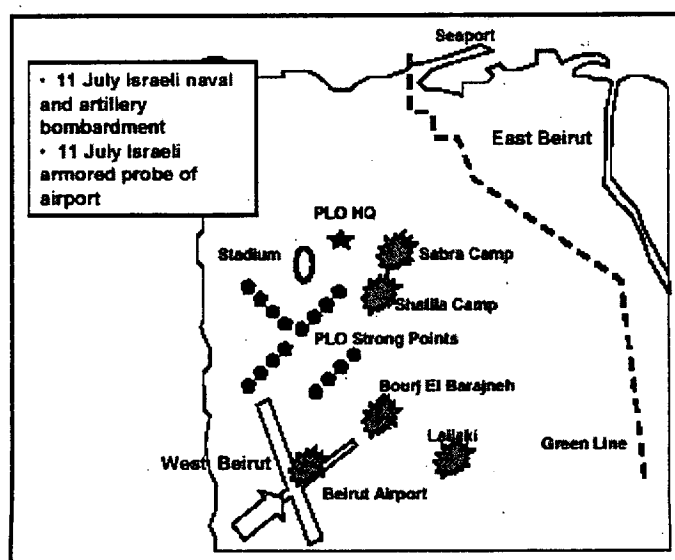 Seaport
• 11 July Israeli naval
and artillery
bombardment
• 11 July Israeli
armored probe of
airport
East Beirut
PLO HQ
Stadium
Sabra Camp
Shatila Camp
PLO Strong Points
Bourj El Barajneh
Lailaki
Green Line
West Beirut
Beirut Airport